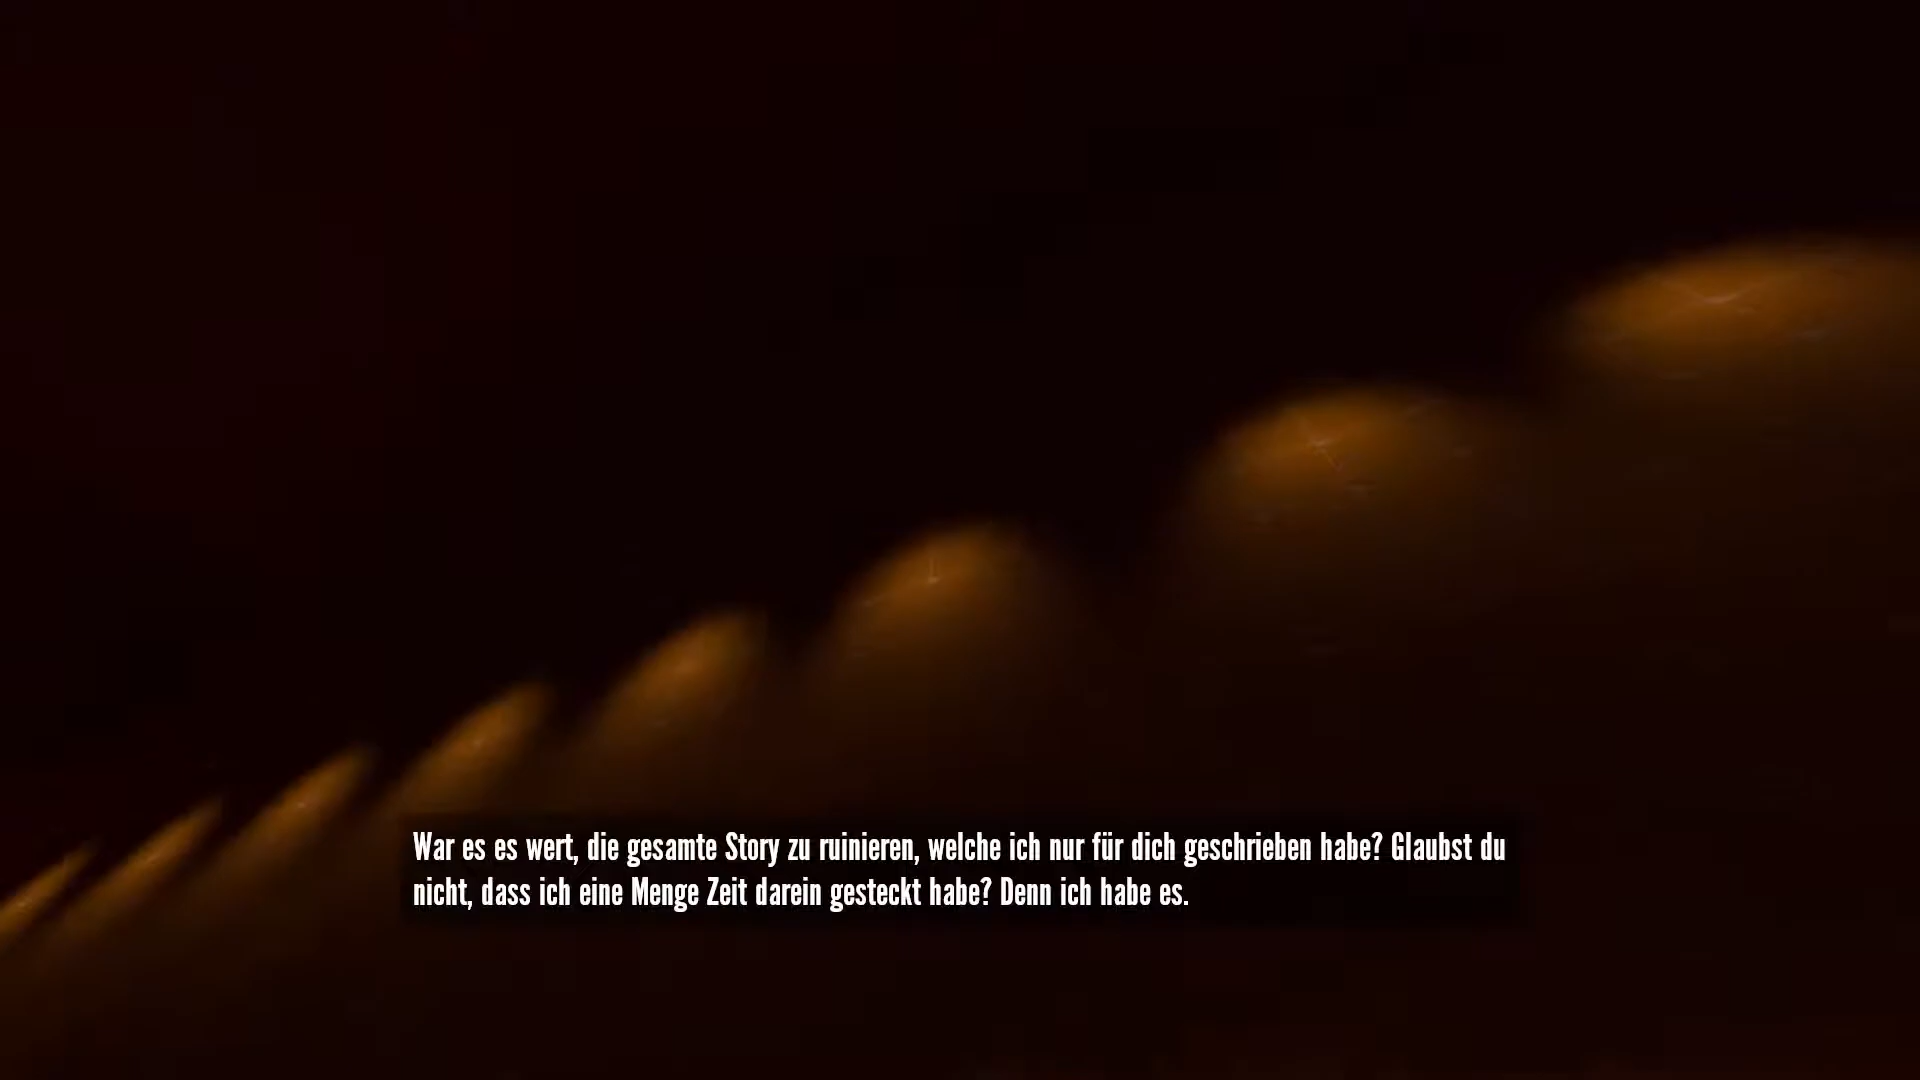 War es es wert, die gesamte Story zu ruinieren, welche ich nur für dich geschrieben habe? Glaubst du
nicht, dass ich eine Menge Zeit darein gesteckt habe? Denn ich habe es.